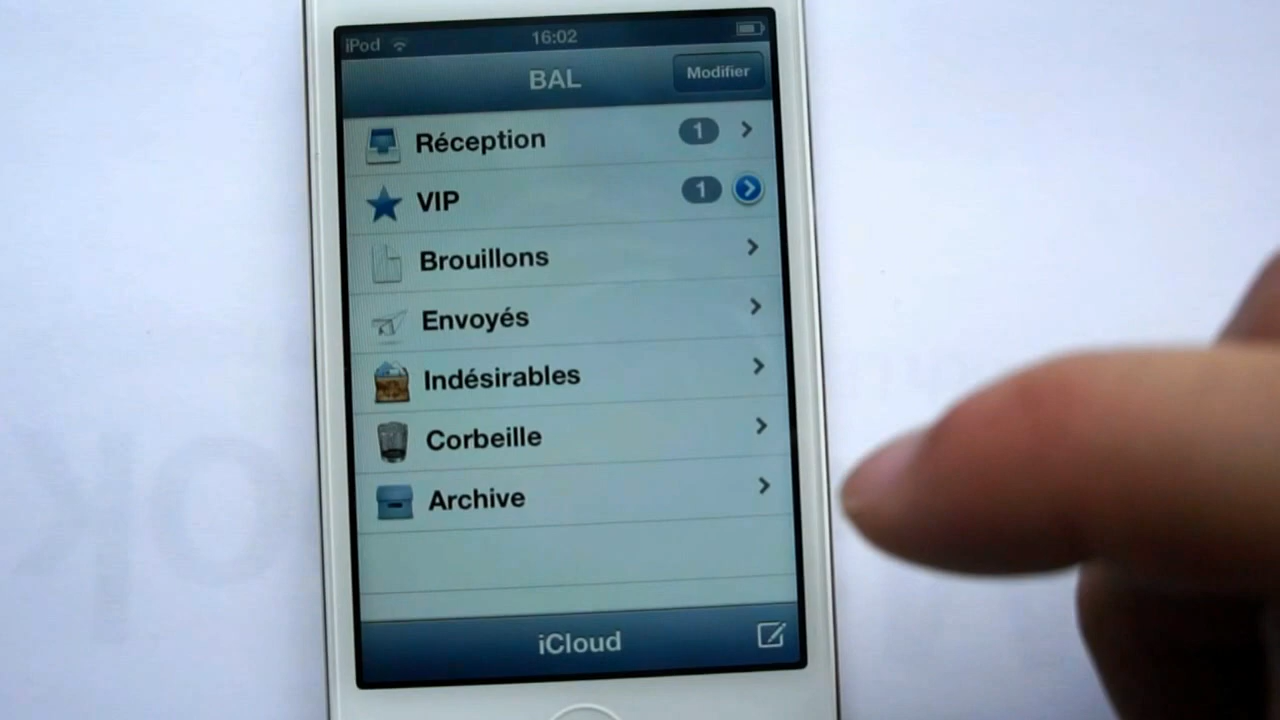 iPod 16:02
BAL Modifier
Réception 1
VIP 1
Brouillons
Envoyés
Indésirables
Corbeille
Archive
iCloud